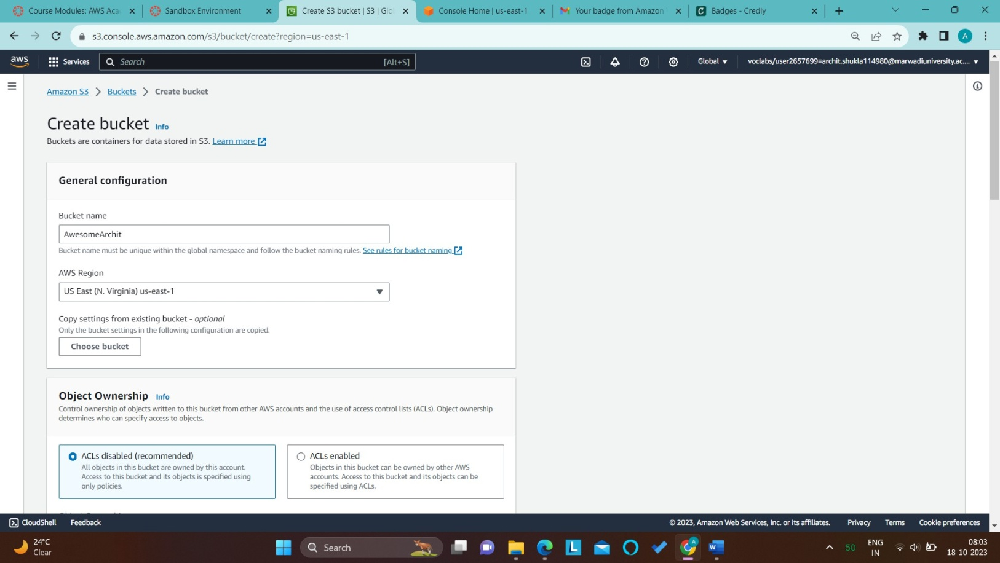 Course Modules: AWS Aca
Sandbox Environment
Create S3 bucket | S3 | Glo
Console Home | us-east-1
Your badge from Amazon
Badges - Credly
s3.console.aws.amazon.com/s3/bucket/create?region=us-east-1
A
aws
Services
Search
[Alt+S]
Global
voclabs/user2657699=archit.shukla114980@marwadiuniversity.ac....
Amazon S3 > Buckets > Create bucket
Create bucket Info
Buckets are containers for data stored in S3. Learn more
General configuration
Bucket name
AwesomeArchit
Bucket name must be unique within the global namespace and follow the bucket naming rules. See rules for bucket naming
AWS Region
US East (N. Virginia) us-east-1
Copy settings from existing bucket - optional
Only the bucket settings in the following configuration are copied.
Choose bucket
Object Ownership Info
Control ownership of objects written to this bucket from other AWS accounts and the use of access control lists (ACLs). Object ownership
determines who can specify access to objects.
ACLs disabled (recommended)
All objects in this bucket are owned by this account.
Access to this bucket and its objects is specified using
only policies.
ACLs enabled
Objects in this bucket can be owned by other AWS
accounts. Access to this bucket and its objects can be
specified using ACLs.
CloudShell
Feedback
© 2023, Amazon Web Services, Inc. or its affiliates.
Privacy
Terms
Cookie preferences
24°C
Clear
Search
L
A
W
50
ENG
IN
08:03
18-10-2023